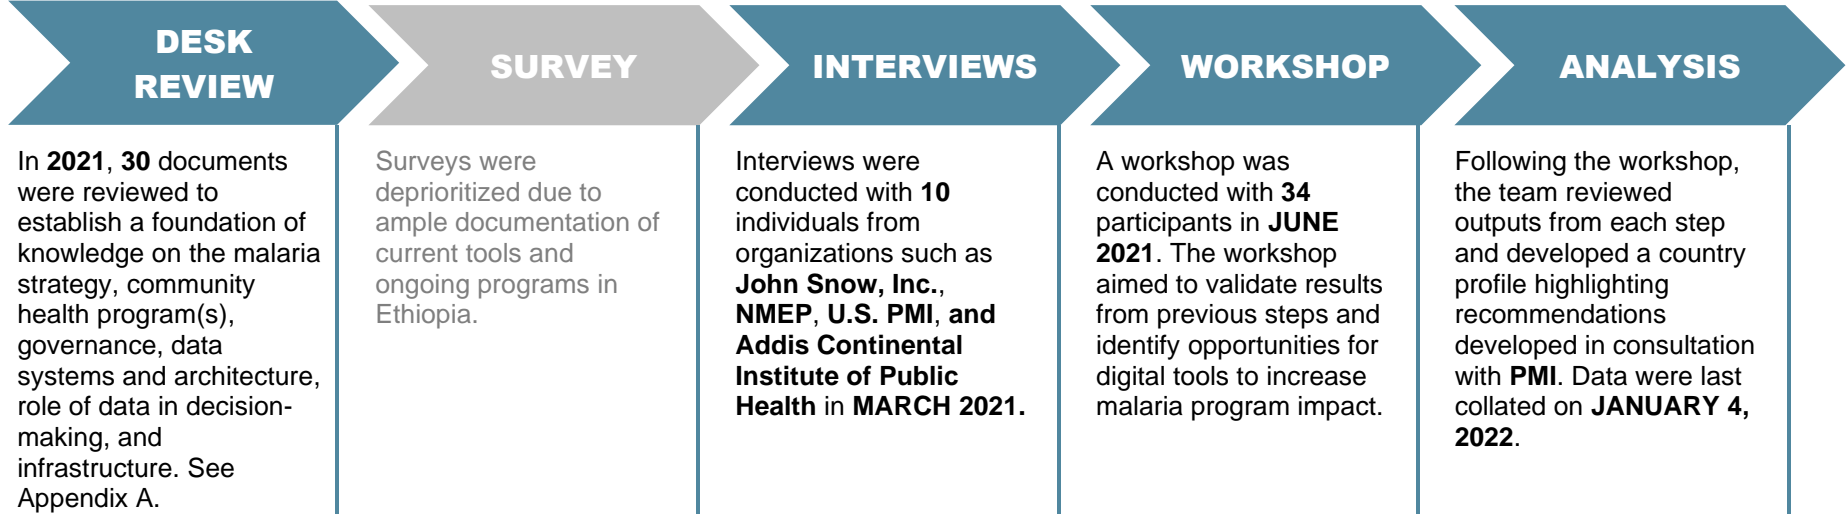 DESK
REVIEW
In 2021, 30 documents
were reviewed to
establish a foundation of
knowledge on the malaria
strategy, community
health program(s),
governance, data
systems and architecture,
role of data in decision-
making, and
infrastructure. See
Appendix A.
SURVEY
Surveys were
deprioritized due to
ample documentation of
current tools and
ongoing programs in
Ethiopia.
INTERVIEWS
Interviews were
conducted with 10
individuals from
organizations such as
John Snow, Inc.,
NMEP, U.S. PMI, and
Addis Continental
Institute of Public
Health in MARCH 2021.
WORKSHOP
A workshop was
conducted with 34
participants in JUNE
2021. The workshop
aimed to validate results
from previous steps and
identify opportunities for
digital tools to increase
malaria program impact.
ANALYSIS
Following the workshop,
the team reviewed
outputs from each step
and developed a country
profile highlighting
recommendations
developed in consultation
with PMI. Data were last
collated on JANUARY 4,
2022.